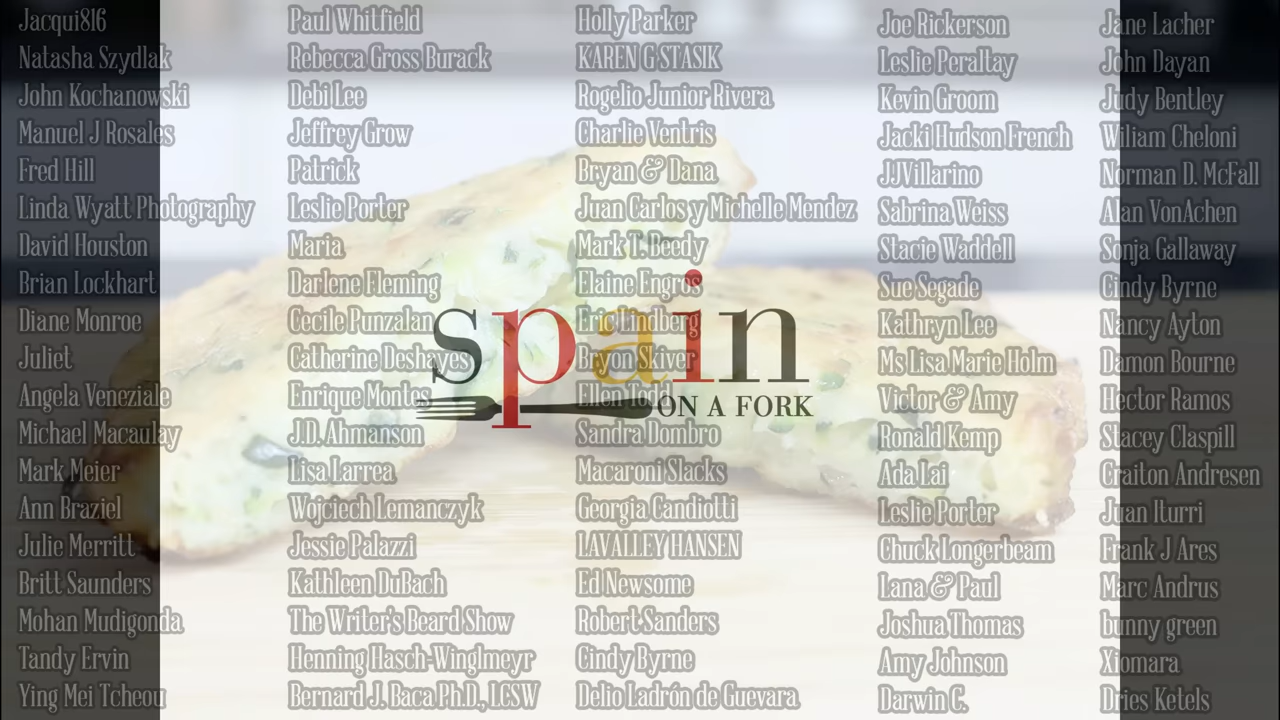 Jacqui816
Natasha Szydlak
John Kochanowski
Manuel J Rosales
Fred Hill
Linda Wyatt Photography
David Houston
Brian Lockhart
Diane Monroe
Juliet
Angela Veneziale
Michael Macaulay
Mark Meier
Ann Braziel
Julie Merritt
Britt Saunders
Mohan Mudigonda
Tandy Ervin
Ying Mei Tcheou
Paul Whitfield
Rebecca Gross Burack
Debi Lee
Jeffrey Grow
Patrick
Leslie Porter
Maria
Darlene Fleming
Cecile Punzalan
Catherine Deshayes
Enrique Montes
J.D. Ahmanson
Lisa Larrea
Wojciech Lemanczyk
Jessie Palazzi
Kathleen DuBach
The Writer's Beard Show
Henning Hasch-Winglmeyr
Bernard J. Baca Ph.D., LCSW
Holly Parker
KAREN G STASIK
Rogelio Junior Rivera
Charlie Ventris
Bryan & Dana
Juan Carlos y Michelle Mendez
Mark T. Beedy
Elaine Engros
Eric
Skiver
Ellen
Sandra Dombro
Macaroni Slacks
Georgia Candiotti
LAVALLEY HANSEN
Ed Newsome
Robert Sanders
Cindy Byrne
Delio Ladrón de Guevara
spain
ON A FORK
Joe Rickerson
Leslie Peraltay
Kevin Groom
Jacki Hudson French
JJVillarino
Sabrina Weiss
Stacie Waddell
Sue Segade
Kathryn Lee
Ms Lisa Marie Holm
Victor & Amy
Ronald Kemp
Ada Lai
Leslie Porter
Chuck Longerbeam
Lana & Paul
Joshua Thomas
Amy Johnson
Darwin C.
Jane Lacher
John Dayan
Judy Bentley
Wiliam Cheloni
Norman D. McFall
Alan VonAchen
Sonja Gallaway
Cindy Byrne
Nancy Ayton
Damon Bourne
Hector Ramos
Stacey Claspill
Craiton Andresen
Juan Iturri
Frank J Ares
Marc Andrus
bunny green
Xiomara
Dries Ketels